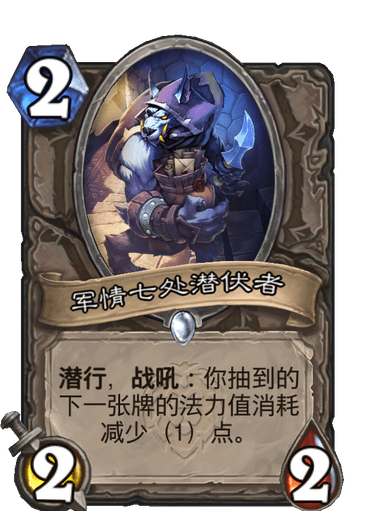 2
军情七处潜伏者
潜行，战吼：你抽到的
下一张牌的法力值消耗
减少（1）点。
2
2